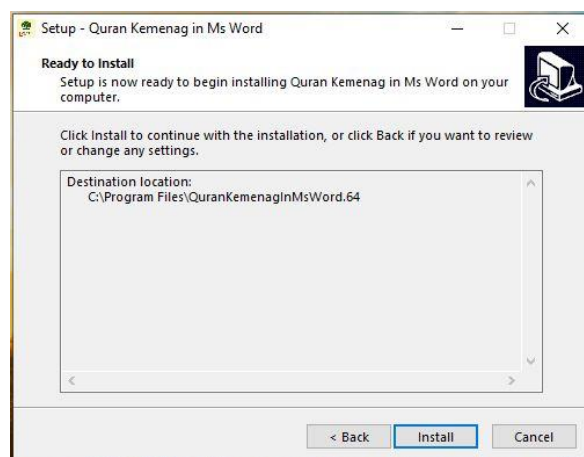 Setup - Quran Kemenag in Ms Word
Ready to Install
Setup is now ready to begin installing Quran Kemenag in Ms Word on your
computer.
Click Install to continue with the installation, or click Back if you want to review
or change any settings.
Destination location:
C:\Program Files\QuranKemenagInMsWord.64
< Back
Install
Cancel